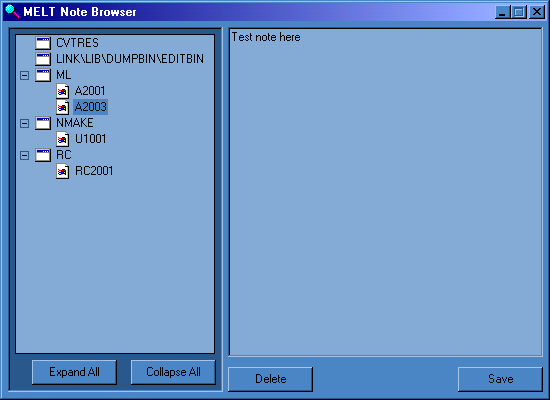 MELT Note Browser
CVTRES
LINK\LIB\DUMPBIN\EDITBIN
ML
A2001
A2003
NMAKE
U1001
RC
RC2001
Test note here
Expand All
Collapse All
Delete
Save